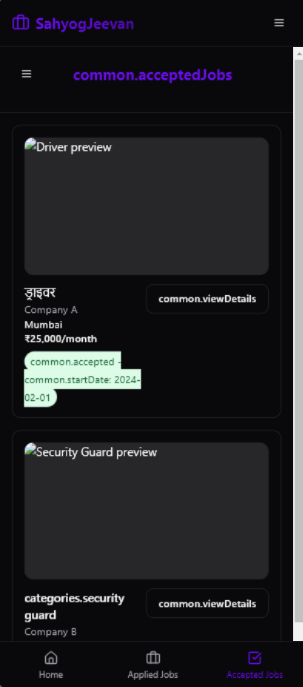 SahyogJeevan
common.acceptedJobs
Driver preview
ड्राइवर
Company A
Mumbai
₹25,000/month
common.viewDetails
common.accepted -
common.startDate: 2024-
02-01
Security Guard preview
categories.security
guard
Company B
common.viewDetails
Home
Applied Jobs
Accepted Jobs